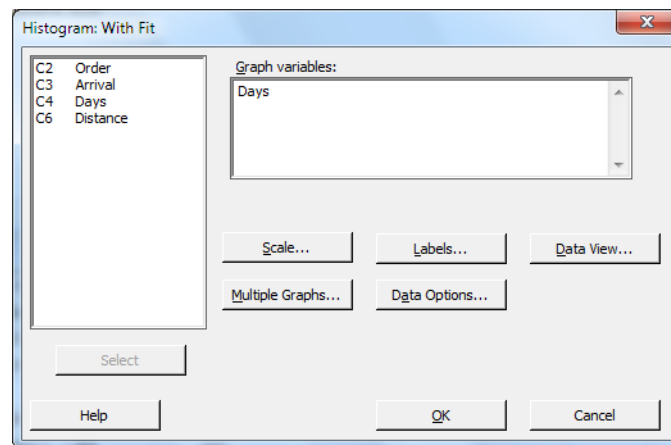 Histogram: With Fit
C2 Order
C3 Arrival
C4 Days
C6 Distance
Graph variables:
Days
Scale...
Labels...
Data View...
Multiple Graphs...
Data Options...
Select
Help
OK
Cancel